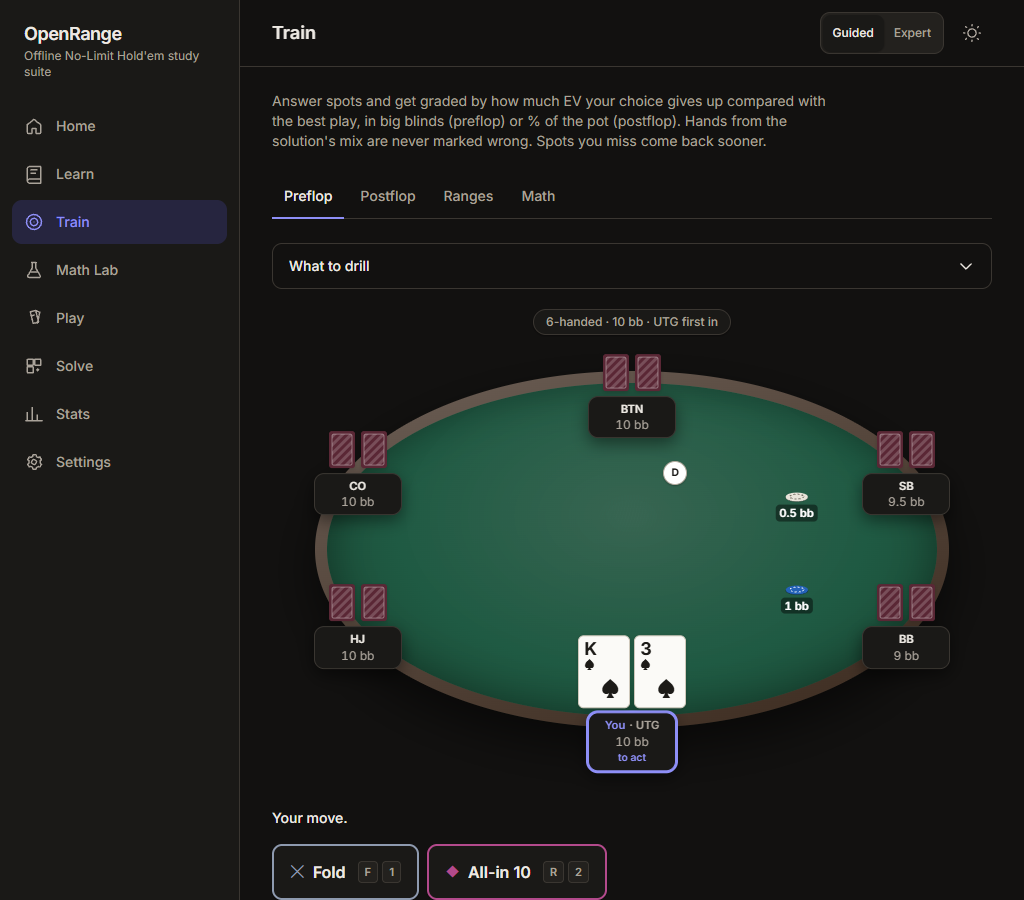 OpenRange
Offline No-Limit Hold'em study
suite
Home
Learn
Train
Math Lab
Play
Solve
Stats
Settings
Train
Guided
Expert
Answer spots and get graded by how much EV your choice gives up compared with
the best play, in big blinds (preflop) or % of the pot (postflop). Hands from the
solution's mix are never marked wrong. Spots you miss come back sooner.
Preflop
Postflop
Ranges
Math
What to drill
6-handed · 10 bb · UTG first in
BTN
10 bb
D
CO
10 bb
SB
9.5 bb
0.5 bb
1 bb
HJ
10 bb
BB
9 bb
K
3
You · UTG
10 bb
to act
Your move.
Fold F 1
All-in 10 R 2